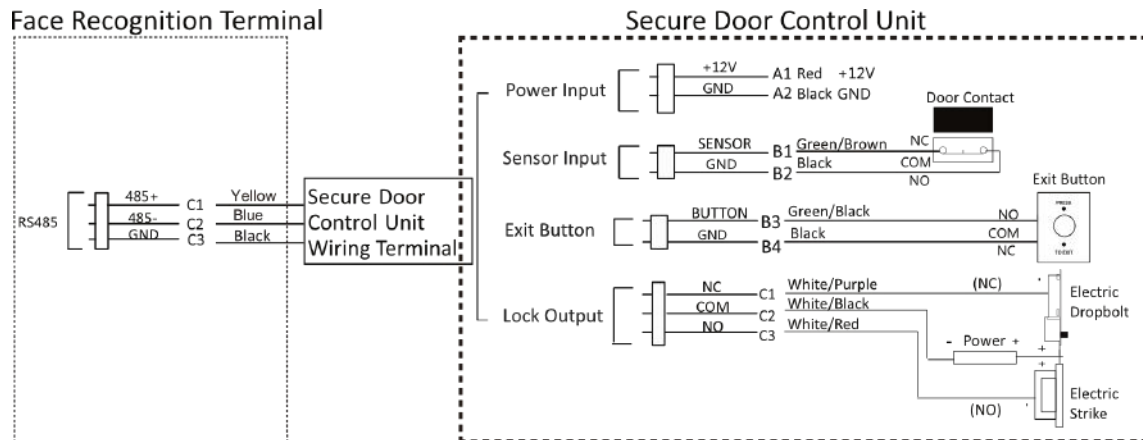 Face Recognition Terminal
Secure Door Control Unit
RS485
485+ C1 Yellow
485- C2 Blue
GND C3 Black
Secure Door
Control Unit
Wiring Terminal
Power Input
+12V A1 Red +12V
GND A2 Black GND
Sensor Input
SENSOR B1 Green/Brown NC
GND B2 Black COM
NO
Door Contact
Exit Button
BUTTON B3 Green/Black NO
GND B4 Black COM
NC
Exit Button
PRESS
TO EXIT
Lock Output
NC C1 White/Purple (NC)
COM C2 White/Black
NO C3 White/Red
Electric
Dropbolt
- Power +
+
+
-
-
(NO)
Electric
Strike